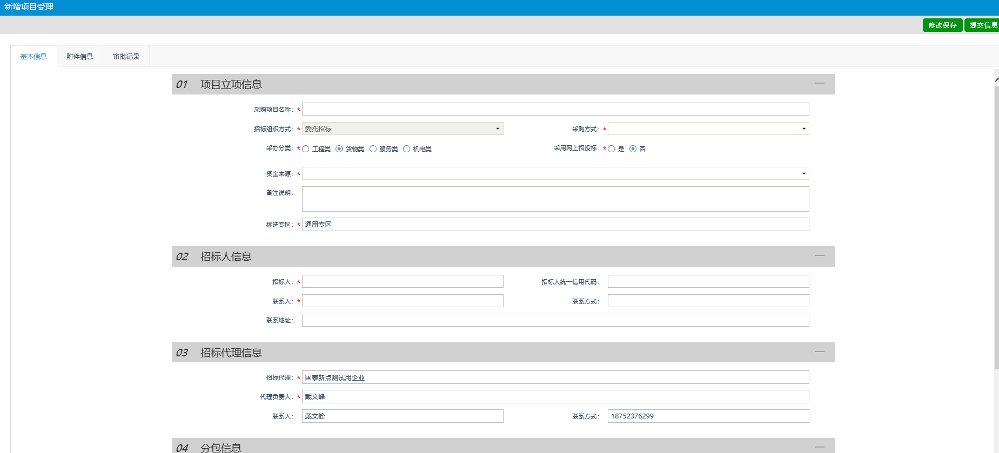 新增项目受理
修改保存 提交信息
基本信息 附件信息 审批记录
01 项目立项信息
采购项目名称：*
招标组织方式：* 委托招标 采购方式：*
采办分类：* 工程类 货物类 服务类 机电类 采用网上招投标：* 是 否
资金来源：*
备注说明：
挑选专区：* 通用专区
02 招标人信息
招标人：* 招标人统一信用代码：
联系人：* 联系方式：
联系地址：
03 招标代理信息
招标代理：* 国泰新点测试用企业
代理负责人：* 戴文峰
联系人： 戴文峰 联系方式： 18752376299
04 分包信息